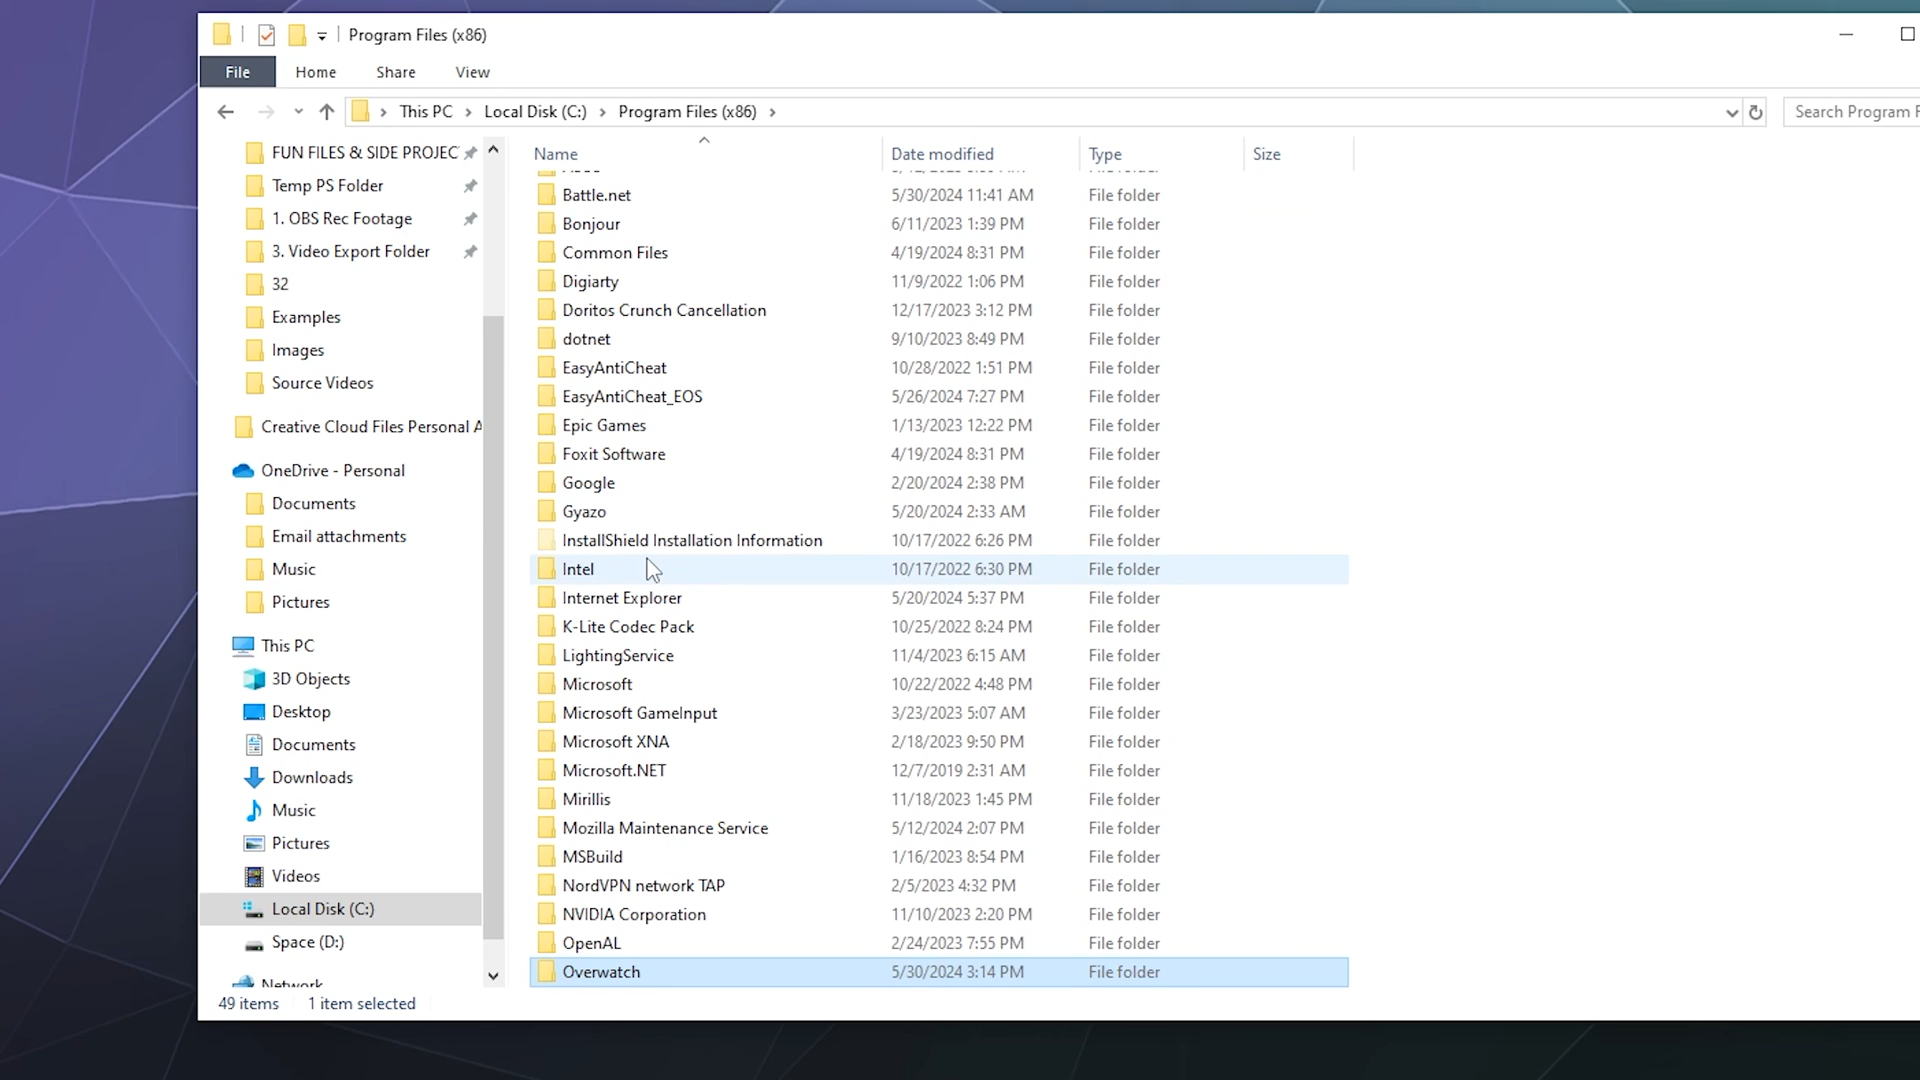 Program Files (x86)
File Home Share View
This PC Local Disk (C:) Program Files (x86)
Search Program F
FUN FILES & SIDE PROJEC
Temp PS Folder
1. OBS Rec Footage
3. Video Export Folder
32
Examples
Images
Source Videos
Creative Cloud Files Personal A
OneDrive - Personal
Documents
Email attachments
Music
Pictures
This PC
3D Objects
Desktop
Documents
Downloads
Music
Pictures
Videos
Local Disk (C:)
Space (D:)
Network
Name Date modified Type Size
Battle.net 5/30/2024 11:41 AM File folder
Bonjour 6/11/2023 1:39 PM File folder
Common Files 4/19/2024 8:31 PM File folder
Digiarty 11/9/2022 1:06 PM File folder
Doritos Crunch Cancellation 12/17/2023 3:12 PM File folder
dotnet 9/10/2023 8:49 PM File folder
EasyAntiCheat 10/28/2022 1:51 PM File folder
EasyAntiCheat_EOS 5/26/2024 7:27 PM File folder
Epic Games 1/13/2023 12:22 PM File folder
Foxit Software 4/19/2024 8:31 PM File folder
Google 2/20/2024 2:38 PM File folder
Gyazo 5/20/2024 2:33 AM File folder
InstallShield Installation Information 10/17/2022 6:26 PM File folder
Intel 10/17/2022 6:30 PM File folder
Internet Explorer 5/20/2024 5:37 PM File folder
K-Lite Codec Pack 10/25/2022 8:24 PM File folder
LightingService 11/4/2023 6:15 AM File folder
Microsoft 10/22/2022 4:48 PM File folder
Microsoft GameInput 3/23/2023 5:07 AM File folder
Microsoft XNA 2/18/2023 9:50 PM File folder
Microsoft.NET 12/7/2019 2:31 AM File folder
Mirillis 11/18/2023 1:45 PM File folder
Mozilla Maintenance Service 5/12/2024 2:07 PM File folder
MSBuild 1/16/2023 8:54 PM File folder
NordVPN network TAP 2/5/2023 4:32 PM File folder
NVIDIA Corporation 11/10/2023 2:20 PM File folder
OpenAL 2/24/2023 7:55 PM File folder
Overwatch 5/30/2024 3:14 PM File folder
49 items 1 item selected